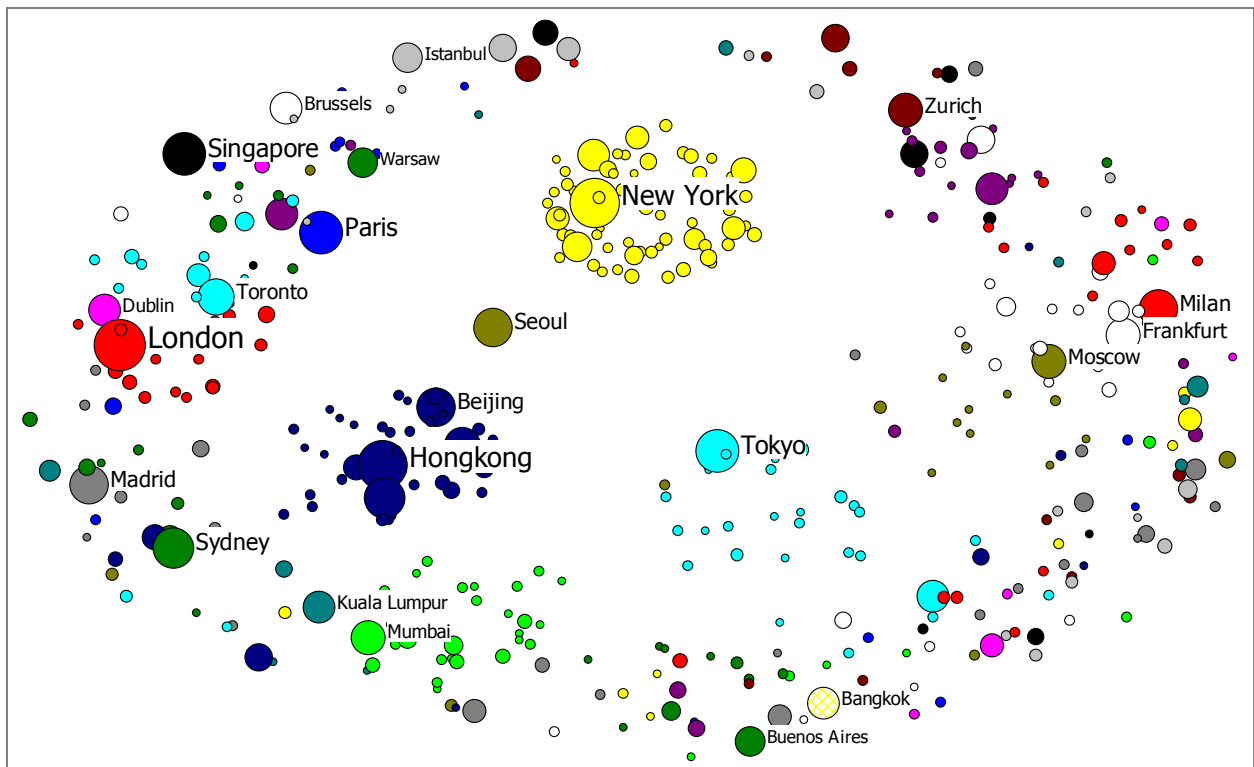 Istanbul
Brussels
Zurich
Singapore
Warsaw
New York
Paris
Toronto
Dublin
Milan
Seoul
Frankfurt
London
Moscow
Beijing
Tokyo
Hongkong
Madrid
Sydney
Kuala Lumpur
Mumbai
Bangkok
Buenos Aires